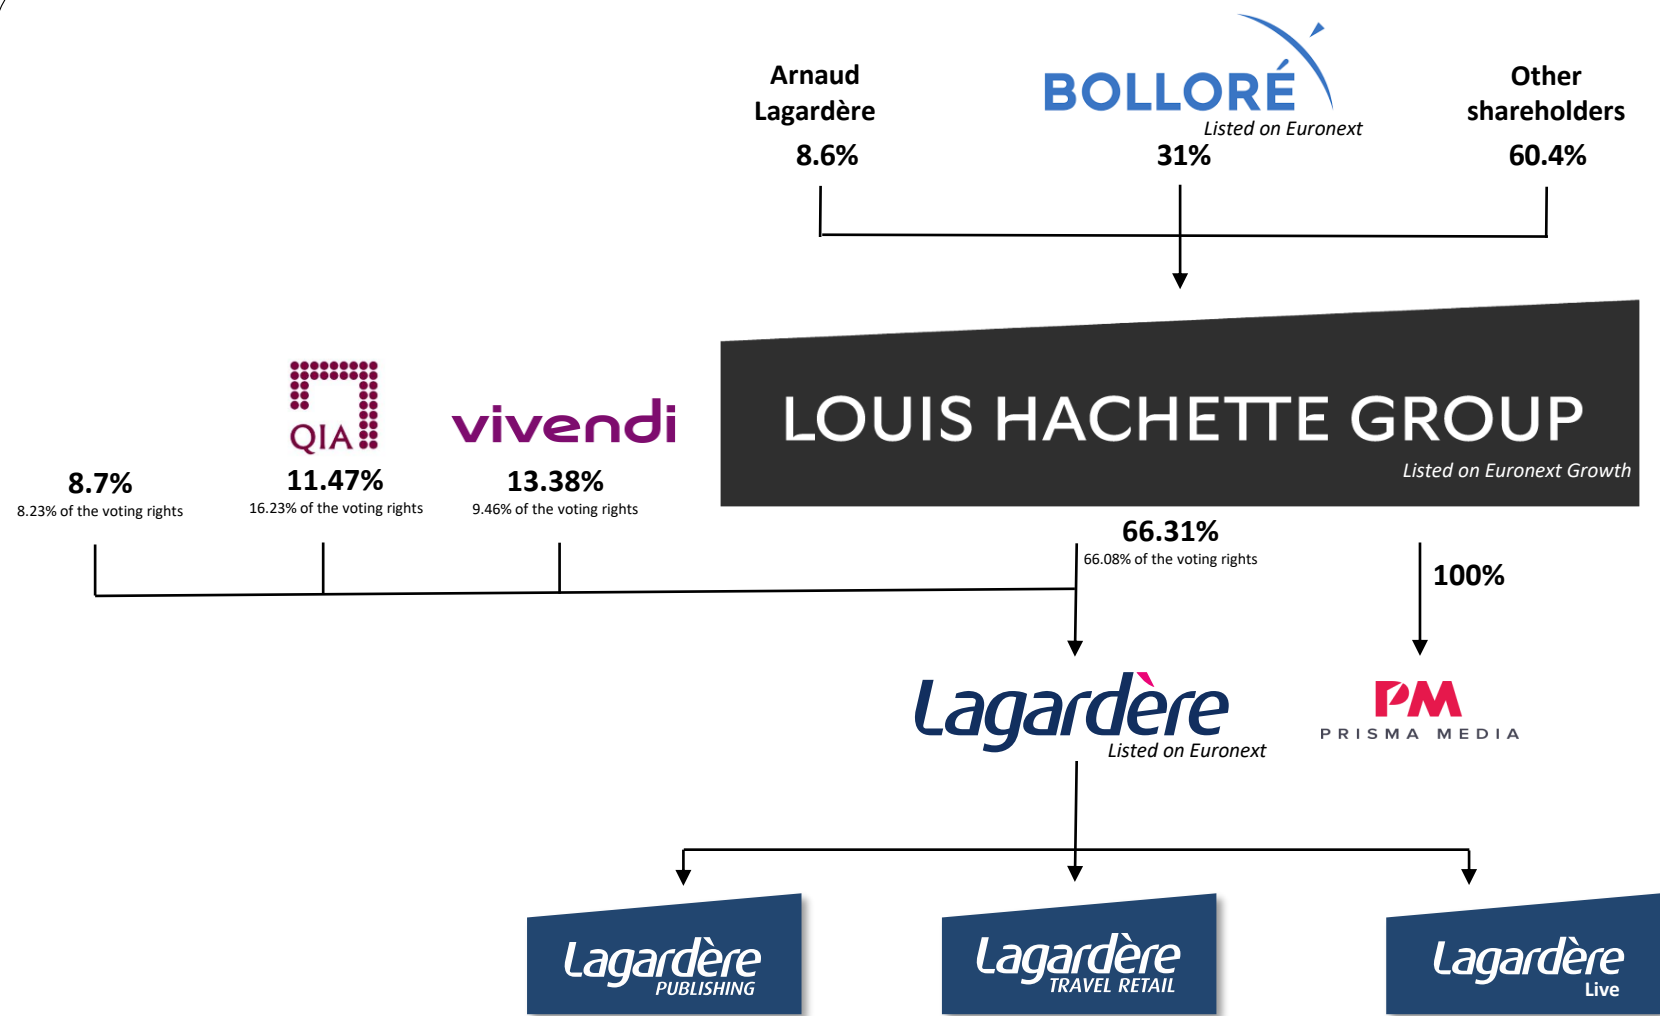 Arnaud
Lagardère
8.6%
BOLLORÉ
Listed on Euronext
31%
Other
shareholders
60.4%
LOUIS HACHETTE GROUP
Listed on Euronext Growth
8.7%
8.23% of the voting rights
QIA
11.47%
16.23% of the voting rights
vivendi
13.38%
9.46% of the voting rights
66.31%
66.08% of the voting rights
100%
Lagardère
Listed on Euronext
PM
PRISMA MEDIA
Lagardère
PUBLISHING
Lagardère
TRAVEL RETAIL
Lagardère
Live